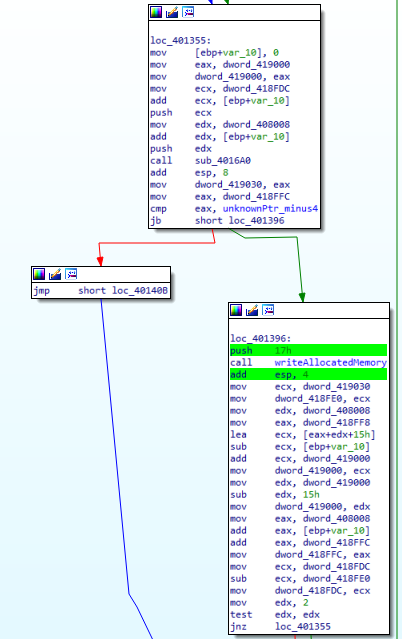 loc_401355:
mov [ebp+var_10], 0
mov eax, dword_419000
mov dword_419000, eax
mov ecx, dword_418FDC
add ecx, [ebp+var_10]
push ecx
mov edx, dword_408008
add edx, [ebp+var_10]
push edx
call sub_4016A0
add esp, 8
mov dword_419030, eax
mov eax, dword_418FFC
cmp eax, unknownPtr_minus4
jb short loc_401396
jmp short loc_40140B
loc_401396:
push 17h
call writeAllocatedMemory
add esp, 4
mov ecx, dword_419030
mov dword_418FE0, ecx
mov edx, dword_408008
mov eax, dword_418FF8
lea ecx, [eax+edx+15h]
sub ecx, [ebp+var_10]
add ecx, dword_419000
mov dword_419000, ecx
mov edx, dword_419000
sub edx, 15h
mov dword_419000, edx
mov eax, dword_408008
add eax, [ebp+var_10]
add eax, dword_418FFC
mov dword_418FFC, eax
mov ecx, dword_418FDC
sub ecx, dword_418FE0
mov dword_418FDC, ecx
mov edx, 2
test edx, edx
jnz loc_401355